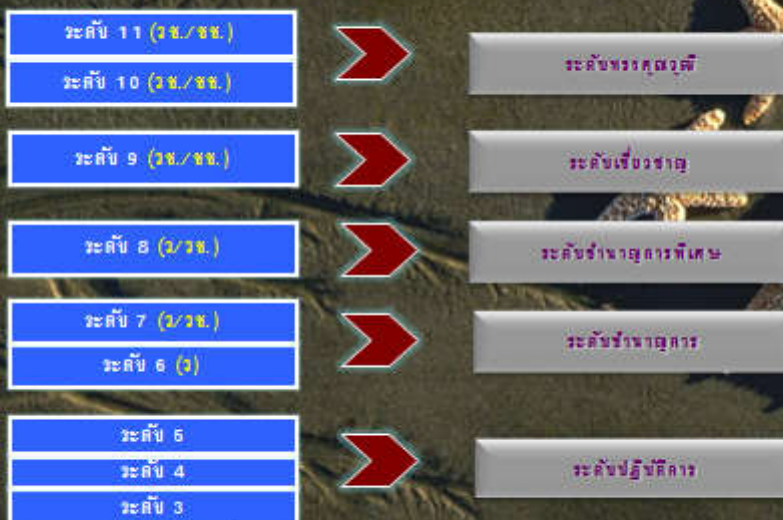 ระดับ 11 (วช./ชช.)
ระดับทรงคุณวุฒิ
ระดับ 10 (วช./ชช.)
ระดับ 9 (วช./ชช.)
ระดับเชี่ยวชาญ
ระดับ 8 (ว/วช.)
ระดับชำนาญการพิเศษ
ระดับ 7 (ว/วช.)
ระดับชำนาญการ
ระดับ 6 (ว)
ระดับ 5
ระดับ 4
ระดับปฏิบัติการ
ระดับ 3